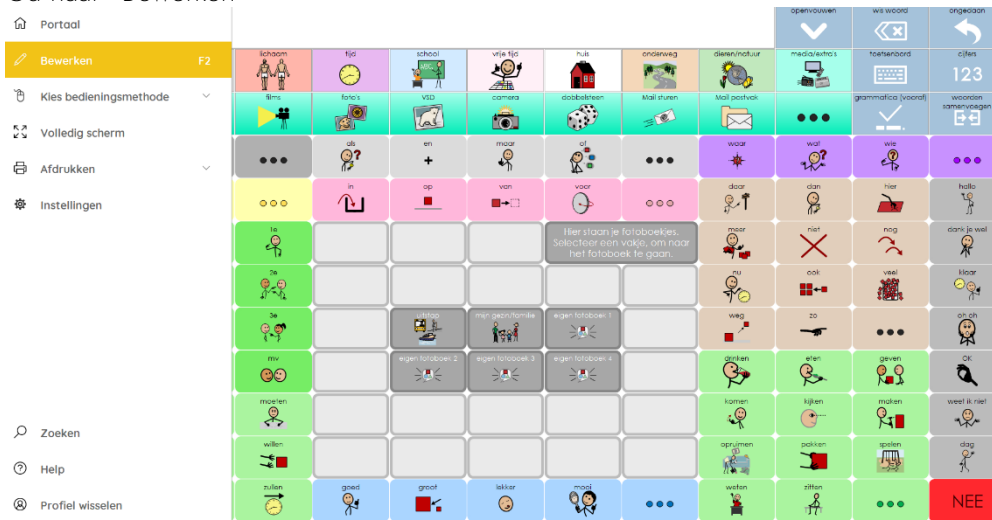 Portaal
Bewerken F2
Kies bedieningsmethode
Volledig scherm
Afdrukken
Instellingen
Zoeken
Help
Profiel wisselen
openvouwen wis woord ongedaan
lichaam tijd school vrije tijd huis onderweg dieren/natuur media/extra's toetsenbord cijfers
123
films foto's VSD camera dobbelsteen Mail sturen Mail postvak grammatica (vooraf) woorden
samenvoegen
als en maar of waar wat wie
in op van voor daar dan hier hallo
1e Hier staan je
fotoboekjes.
Selecteer een
vakje, om naar
het fotoboek
te gaan. meer niet nog dank je wel
2e nu ook veel klaar
3e uitstap mijn gezin/familie eigen fotoboek 1 weg zo oh oh
mv eigen fotoboek 2 eigen fotoboek 3 eigen fotoboek 4 drinken eten geven OK
moeten komen kijken maken weet ik niet
willen opruimen pakken spelen dag
zullen goed groot lekker mooi weten zitten NEE